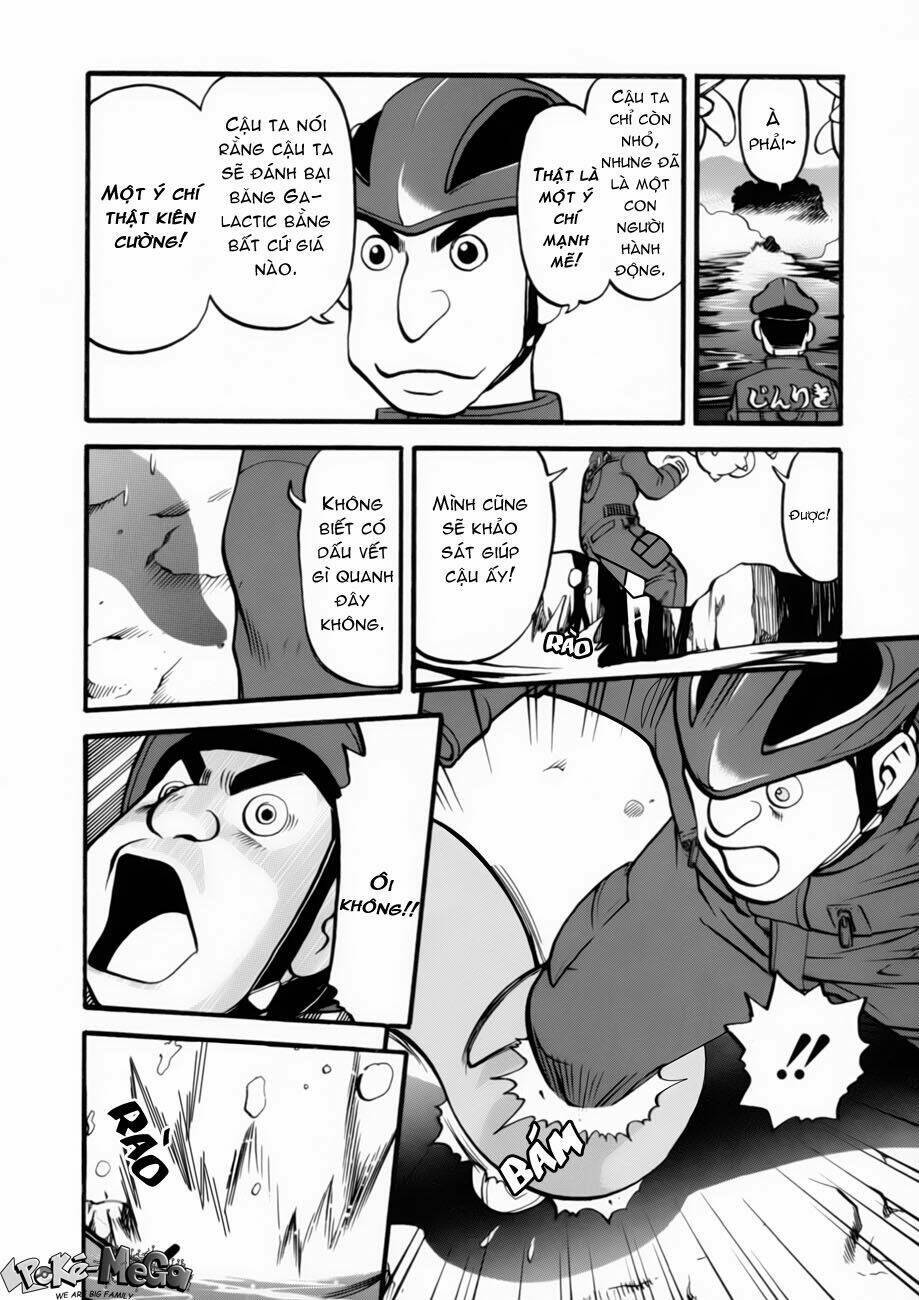 À
PHẢI~
じんりき
CẬU TA
CHỈ CÒN
NHỎ,
NHƯNG ĐÃ
LÀ MỘT
CON
NGƯỜI
HÀNH
ĐỘNG.
THẬT LÀ
MỘT Ý
CHÍ
MẠNH
MẼ!
CẬU TA NÓI
RẰNG CẬU TA
SẼ ĐÁNH BẠI
BĂNG GA-
LACTIC BẰNG
BẤT CỨ GIÁ
NÀO.
MỘT Ý CHÍ
THẬT KIÊN
CƯỜNG!
ĐƯỢC!
MÌNH CŨNG
SẼ KHẢO
SÁT GIÚP
CẬU ẤY!
RÀO
KHÔNG
BIẾT CÓ
DẤU VẾT
GÌ QUANH
ĐÂY
KHÔNG.
!!
BÁM
ÔI
KHÔNG!!
RÀO
POKÉ-MEGA
WE ARE BIG FAMILY